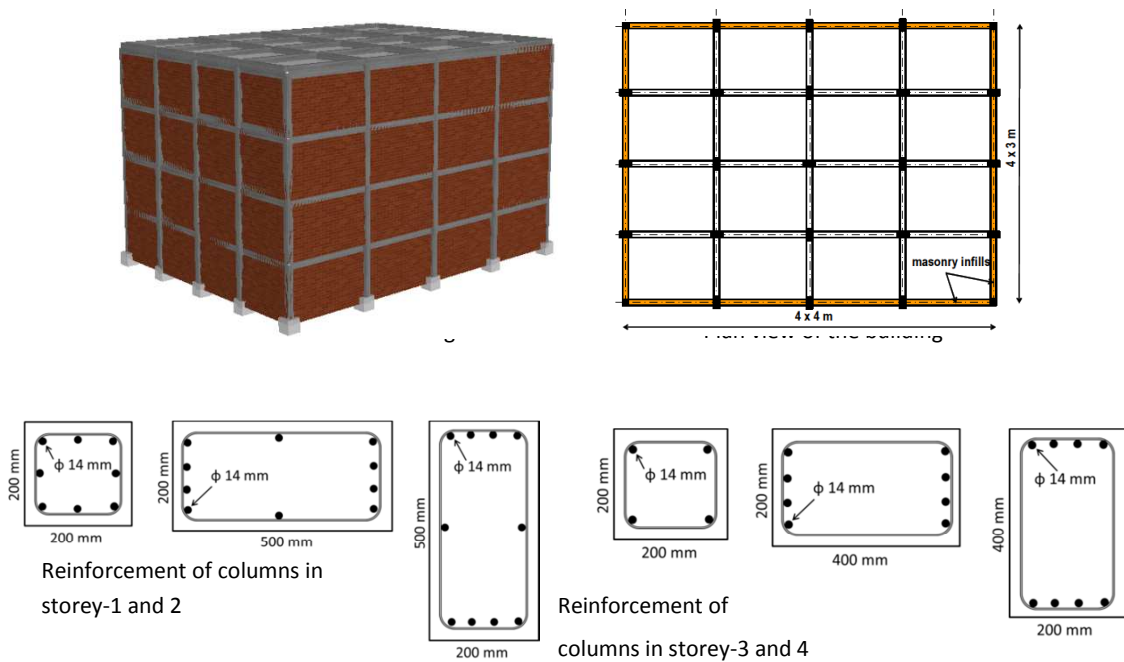 4 x 3 m
masonry infills
4 x 4 m
g
Plan view of the building
200 mm
ϕ 14 mm
200 mm
200 mm
ϕ 14 mm
500 mm
500 mm
ϕ 14 mm
200 mm
200 mm
ϕ 14 mm
200 mm
200 mm
ϕ 14 mm
400 mm
400 mm
ϕ 14 mm
200 mm
Reinforcement of columns in
storey-1 and 2
Reinforcement of
columns in storey-3 and 4